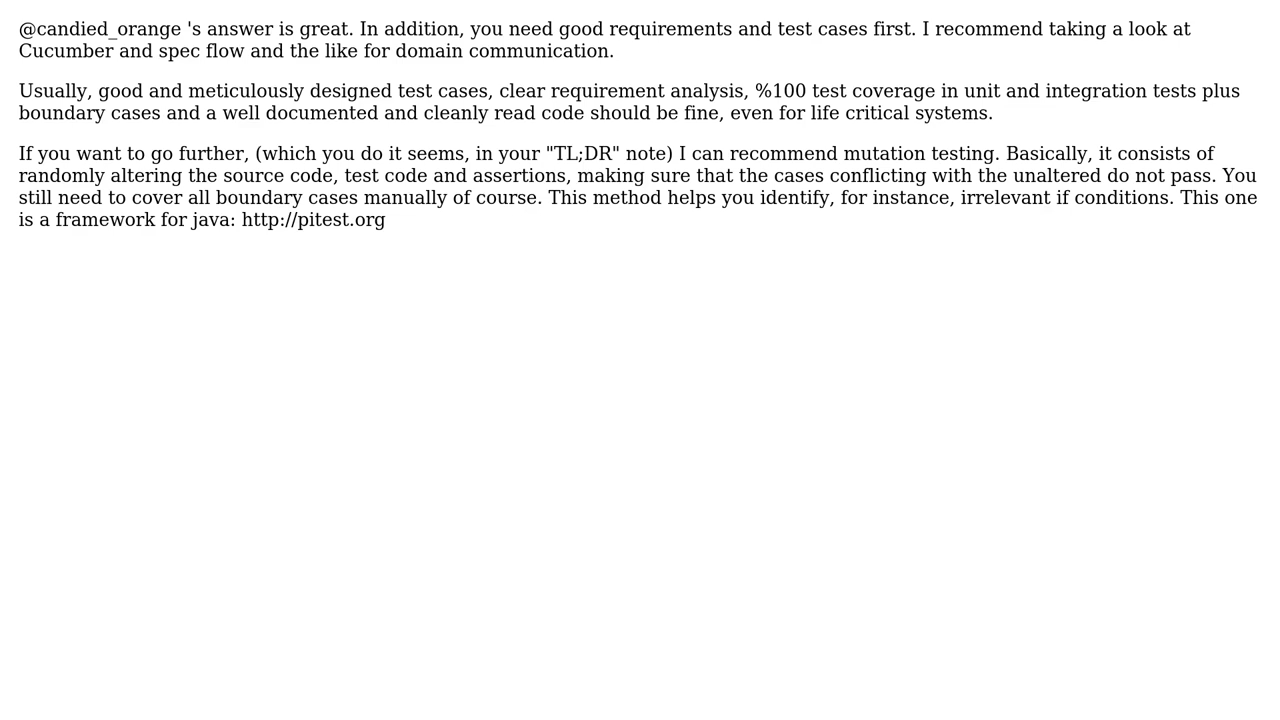 @candied_orange 's answer is great. In addition, you need good requirements and test cases first. I recommend taking a look at
Cucumber and spec flow and the like for domain communication.
Usually, good and meticulously designed test cases, clear requirement analysis, %100 test coverage in unit and integration tests plus
boundary cases and a well documented and cleanly read code should be fine, even for life critical systems.
If you want to go further, (which you do it seems, in your "TL;DR" note) I can recommend mutation testing. Basically, it consists of
randomly altering the source code, test code and assertions, making sure that the cases conflicting with the unaltered do not pass. You
still need to cover all boundary cases manually of course. This method helps you identify, for instance, irrelevant if conditions. This one
is a framework for java: http://pitest.org